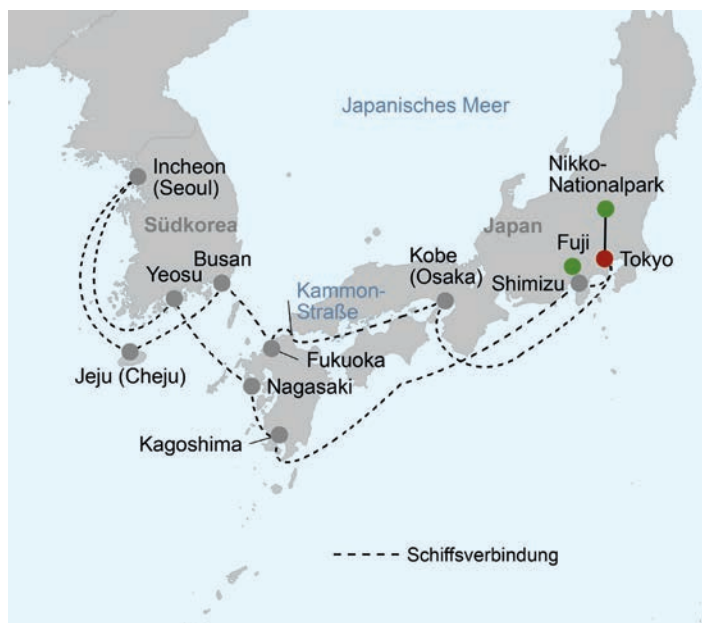 Japanisches Meer
Incheon
(Seoul)
Nikko-
Nationalpark
Südkorea
Japan
Busan
Kobe
(Osaka)
Fuji
Tokyo
Yeosu
Shimizu
Kammon-
Straße
Jeju (Cheju)
Fukuoka
Nagasaki
Kagoshima
Schiffsverbindung